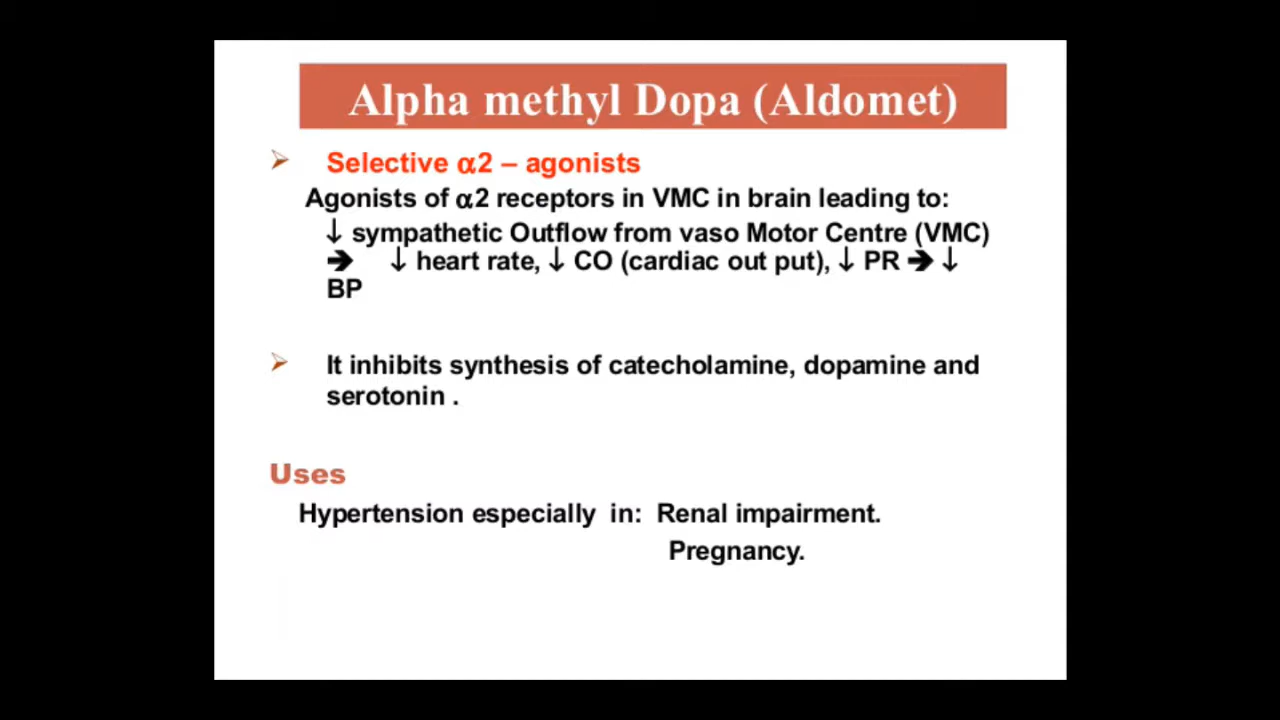 Alpha methyl Dopa (Aldomet)
➢ Selective α2 – agonists
Agonists of α2 receptors in VMC in brain leading to:
↓ sympathetic Outflow from vaso Motor Centre (VMC)
➔ ↓ heart rate, ↓ CO (cardiac out put), ↓ PR ➔ ↓
BP
➢ It inhibits synthesis of catecholamine, dopamine and
serotonin .
Uses
Hypertension especially in: Renal impairment.
Pregnancy.